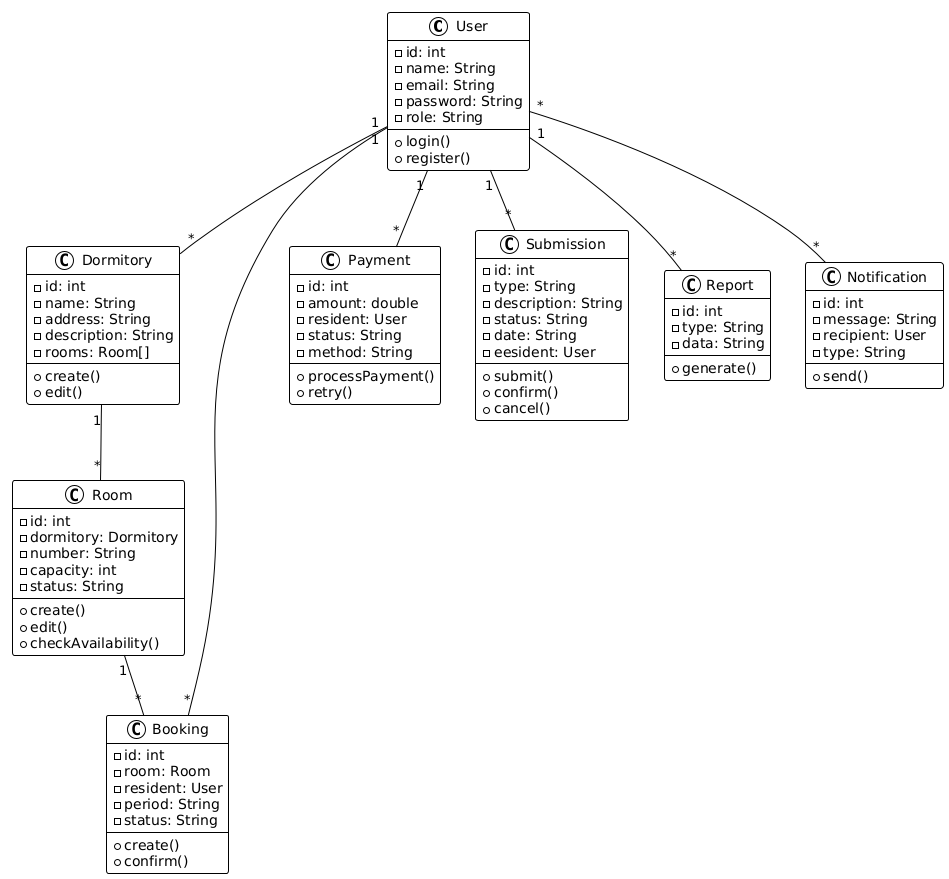 C User
id: int
name: String
email: String
password: String
role: String
login()
register()
1
1
*
1
1
1
*
*
*
*
*
C Dormitory
id: int
name: String
address: String
description: String
rooms: Room[]
create()
edit()
C Payment
id: int
amount: double
resident: User
status: String
method: String
processPayment()
retry()
C Submission
id: int
type: String
description: String
status: String
date: String
eesident: User
submit()
confirm()
cancel()
C Report
id: int
type: String
data: String
generate()
C Notification
id: int
message: String
recipient: User
type: String
send()
1
*
C Room
id: int
dormitory: Dormitory
number: String
capacity: int
status: String
create()
edit()
checkAvailability()
1
*
*
C Booking
id: int
room: Room
resident: User
period: String
status: String
create()
confirm()